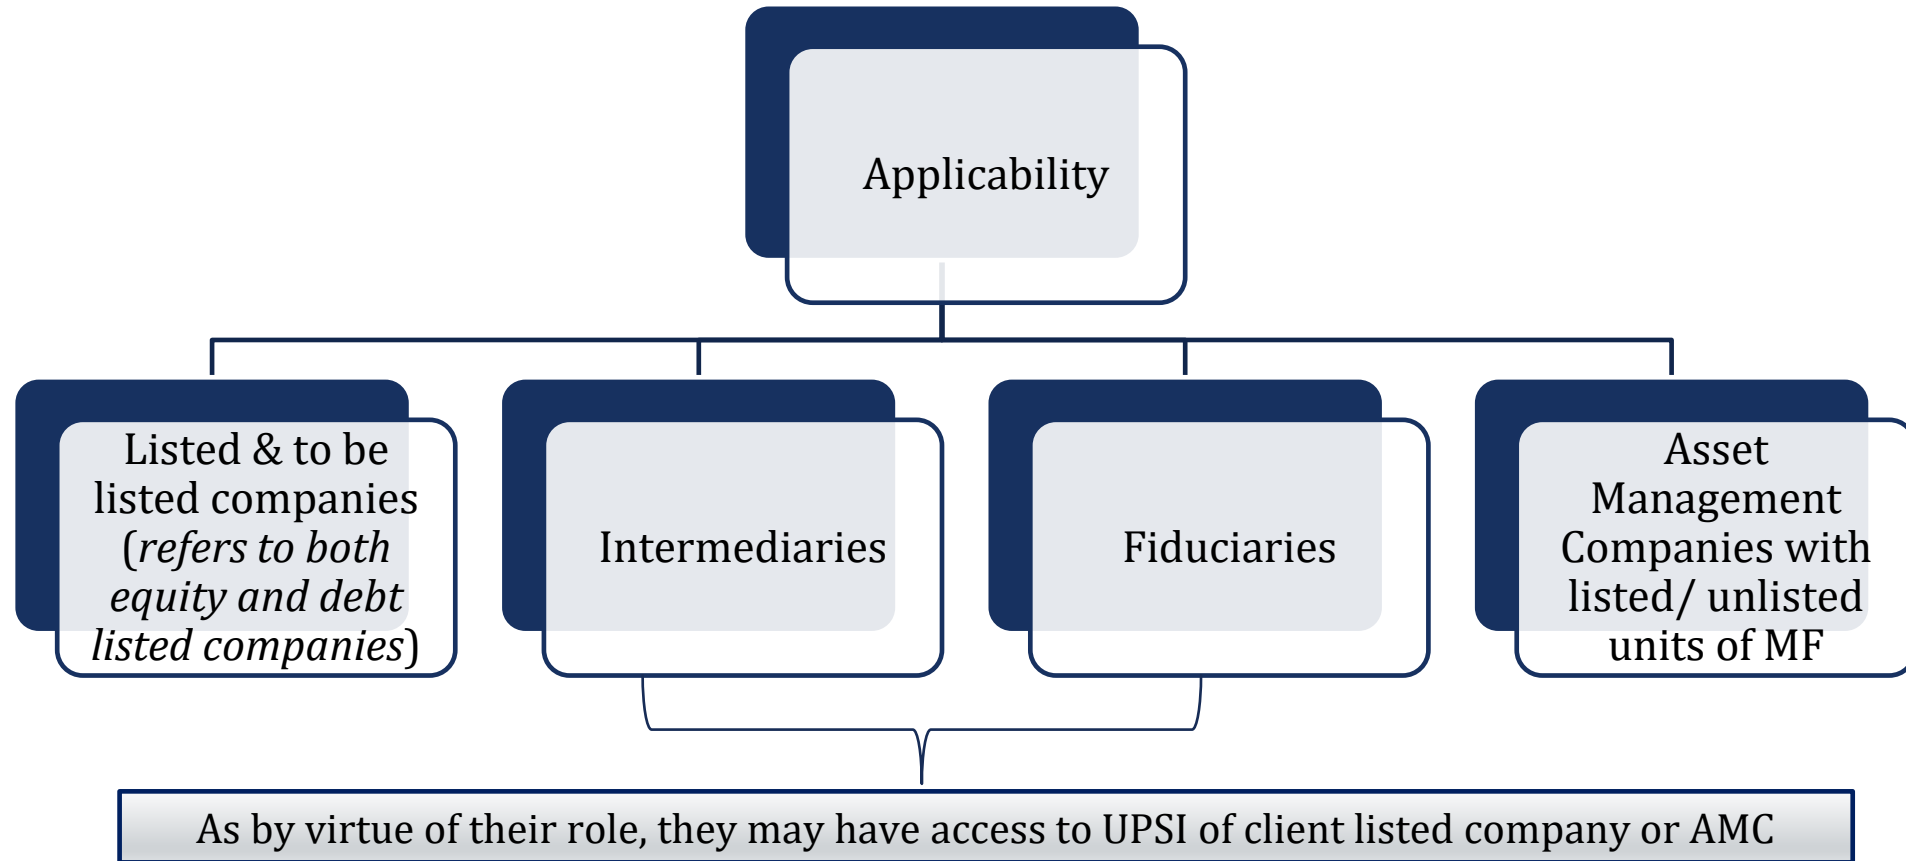 Applicability
Listed & to be
listed companies
(refers to both
equity and debt
listed companies)
Intermediaries
Fiduciaries
Asset
Management
Companies with
listed/ unlisted
units of MF
As by virtue of their role, they may have access to UPSI of client listed company or AMC